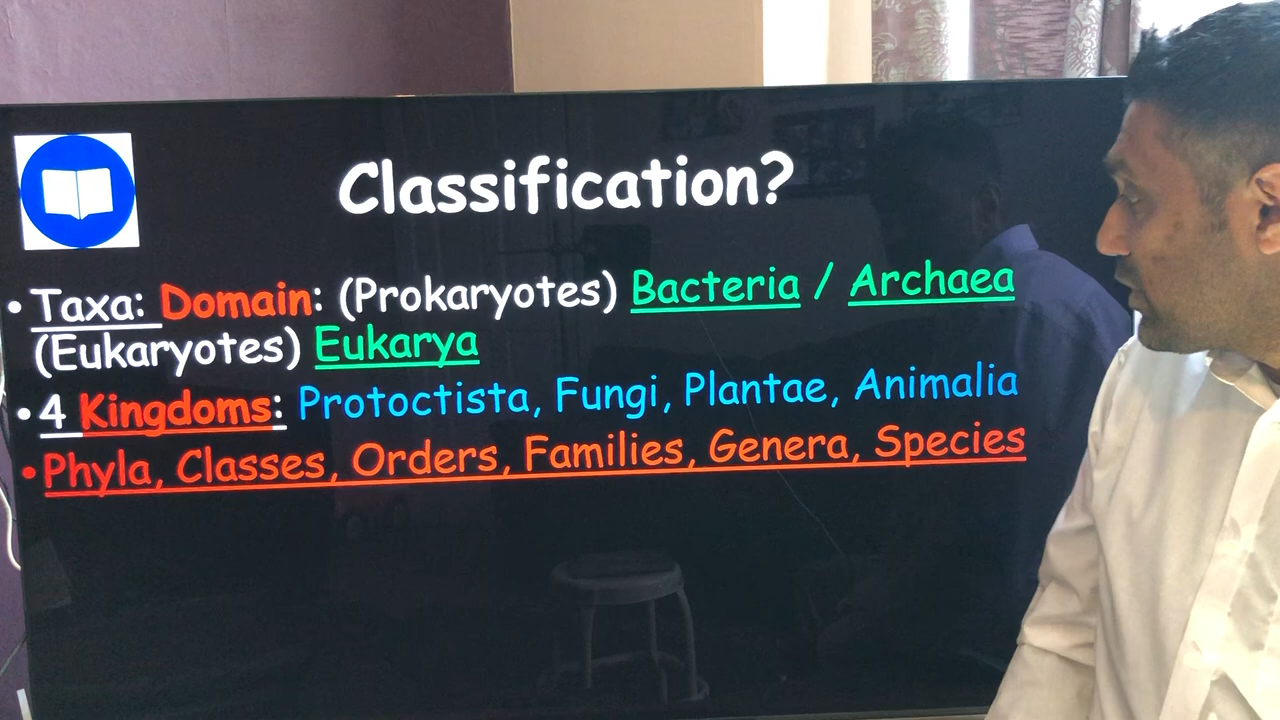 Classification?
• Taxa: Domain: (Prokaryotes) Bacteria / Archaea
(Eukaryotes) Eukarya
• 4 Kingdoms: Protoctista, Fungi, Plantae, Animalia
• Phyla, Classes, Orders, Families, Genera, Species